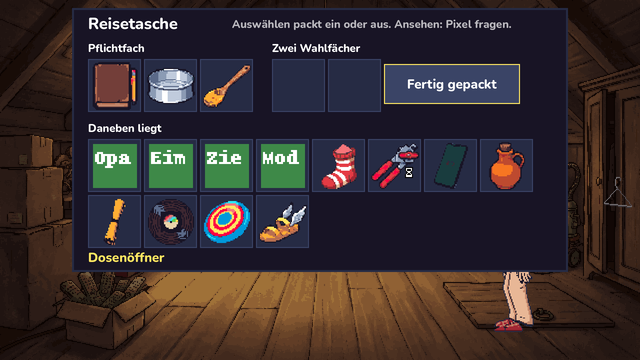 Reisetasche
Auswählen packt ein oder aus. Ansehen: Pixel fragen.
Pflichtfach
Zwei Wahlfächer
Fertig gepackt
Daneben liegt
Opa
Eim
Zie
Mod
Dosenöffner